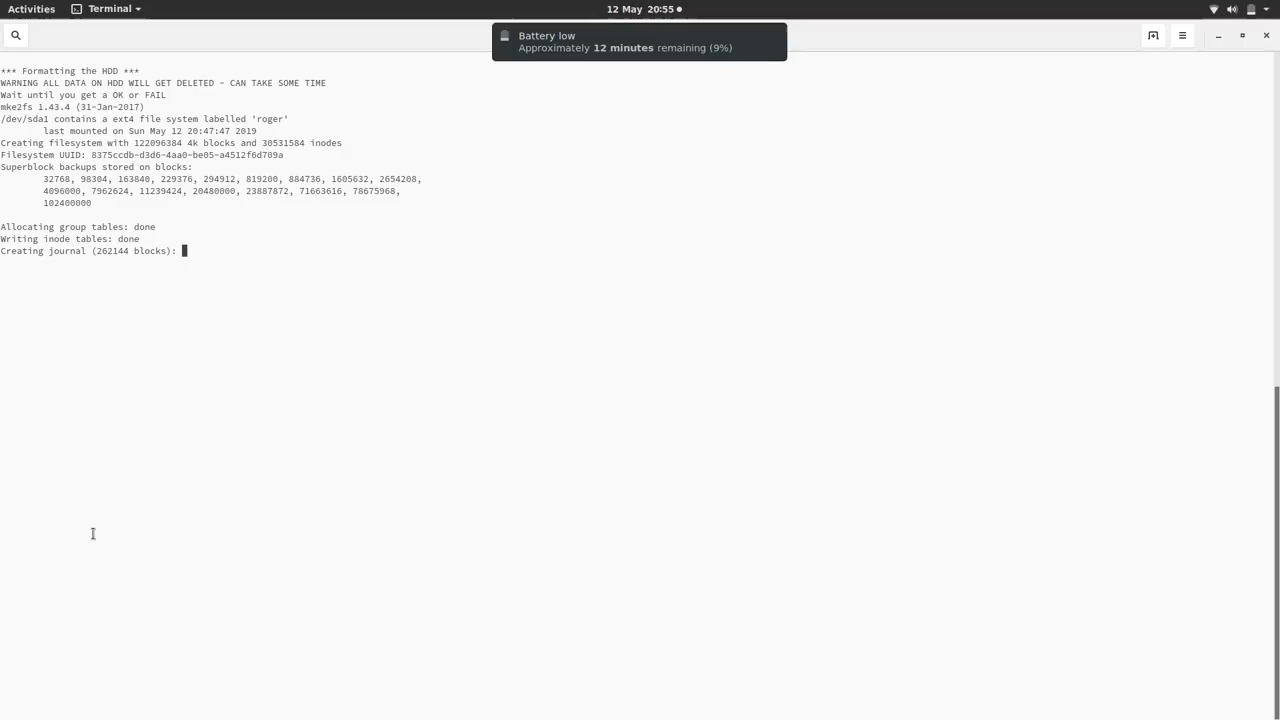 Activities Terminal 12 May 20:55
Battery low
Approximately 12 minutes remaining (9%)
*** Formatting the HDD ***
WARNING ALL DATA ON HDD WILL GET DELETED - CAN TAKE SOME TIME
Wait until you get a OK or FAIL
mke2fs 1.43.4 (31-Jan-2017)
/dev/sda1 contains a ext4 file system labelled 'roger'
last mounted on Sun May 12 20:47:47 2019
Creating filesystem with 122096384 4k blocks and 30531584 inodes
Filesystem UUID: 8375ccdb-d3d6-4aa0-be05-a4512f6d709a
Superblock backups stored on blocks:
32768, 98304, 163840, 229376, 294912, 819200, 884736, 1605632, 2654208,
4096000, 7962624, 11239424, 20480000, 23887872, 71663616, 78675968,
102400000
Allocating group tables: done
Writing inode tables: done
Creating journal (262144 blocks):